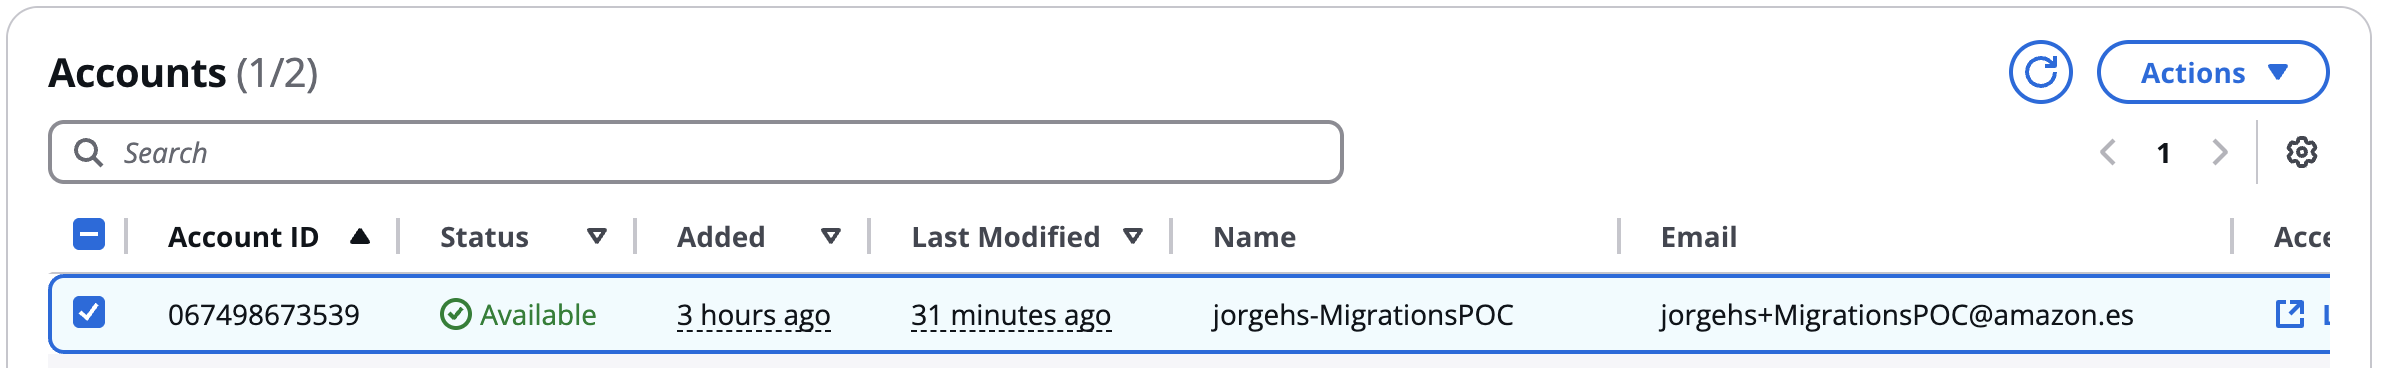 Accounts (1/2)
Actions
Search
1
Account ID Status Added Last Modified Name Email Acce
067498673539 Available 3 hours ago 31 minutes ago jorgehs-MigrationsPOC jorgehs+MigrationsPOC@amazon.es